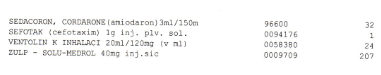 SEDACORON, CORDARONE(amiodaron)3ml/150m 96600 32
SEFOTAK (cefotaxim) 1g inj. plv. sol. 0094176 1
VENTOLIN K INHALACI 20ml/120mg (v ml) 0058380 24
ZULP - SOLU-MEDROL 40mg inj.sic 0009709 207